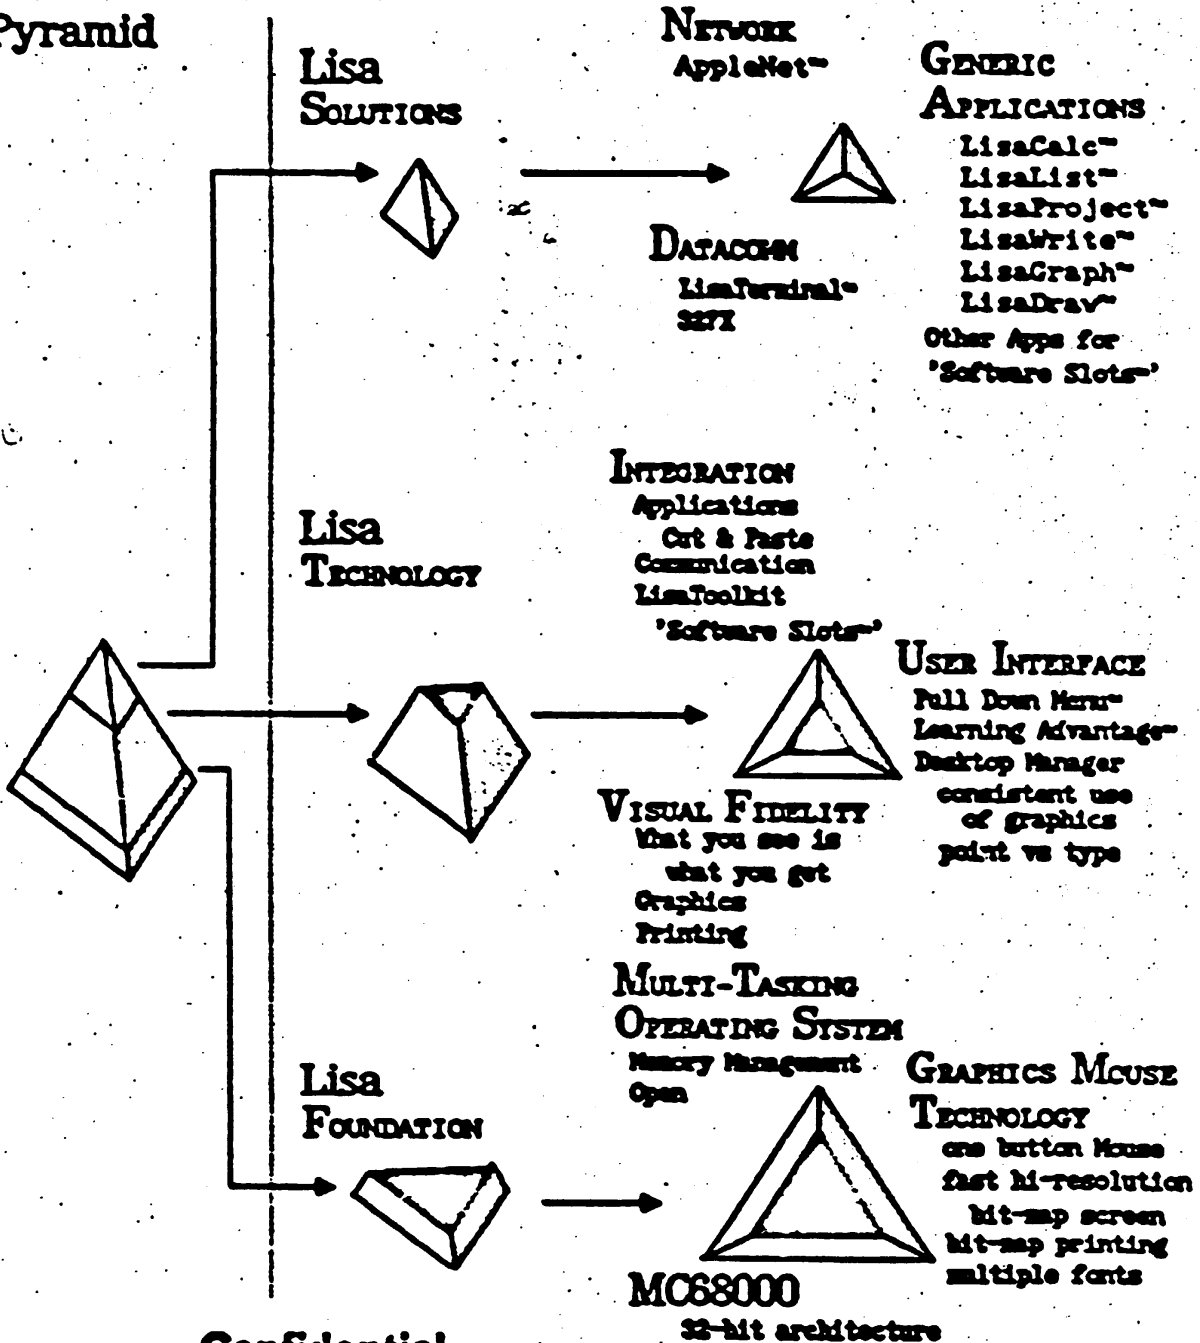 Pyramid
Lisa
SOLUTIONS
NETWORK
AppleNet™
DATACOMM
LisaTerminal™
327X
GENERIC
APPLICATIONS
LisaCalc™
LisaList™
LisaProject™
LisaWrite™
LisaGraph™
LisaDraw™
Other Apps for
'Software Slots™'
Lisa
TECHNOLOGY
INTEGRATION
Applications
Cut & Paste
Communication
LisaToolkit
'Software Slots™'
USER INTERFACE
Pull Down Menu™
Learning Advantage™
Desktop Manager
consistent use
of graphics
point vs type
VISUAL FIDELITY
What you see is
what you get
Graphics
Printing
Lisa
FOUNDATION
MULTI-TASKING
OPERATING SYSTEM
Memory Management
Open
GRAPHICS MOUSE
TECHNOLOGY
one button Mouse
fast hi-resolution
bit-map screen
bit-map printing
multiple fonts
MC68000
32-bit architecture
Confidential